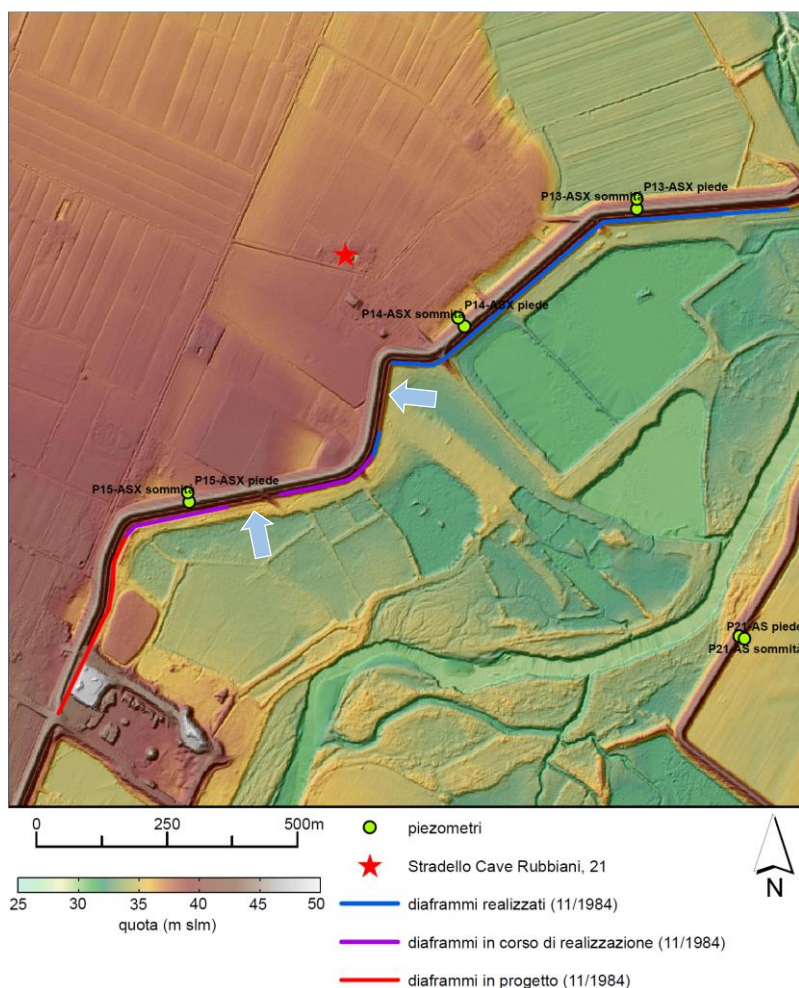 P13-ASX sommità
P13-ASX piede
P14-ASX sommità
P14-ASX piede
P15-ASX sommità
P15-ASX piede
P21-AS piede
P21-AS sommità
0 250 500m
piezometri
Stradello Cave Rubbiani, 21
N
25 30 35 40 45 50
quota (m slm)
diaframmi realizzati (11/1984)
diaframmi in corso di realizzazione (11/1984)
diaframmi in progetto (11/1984)